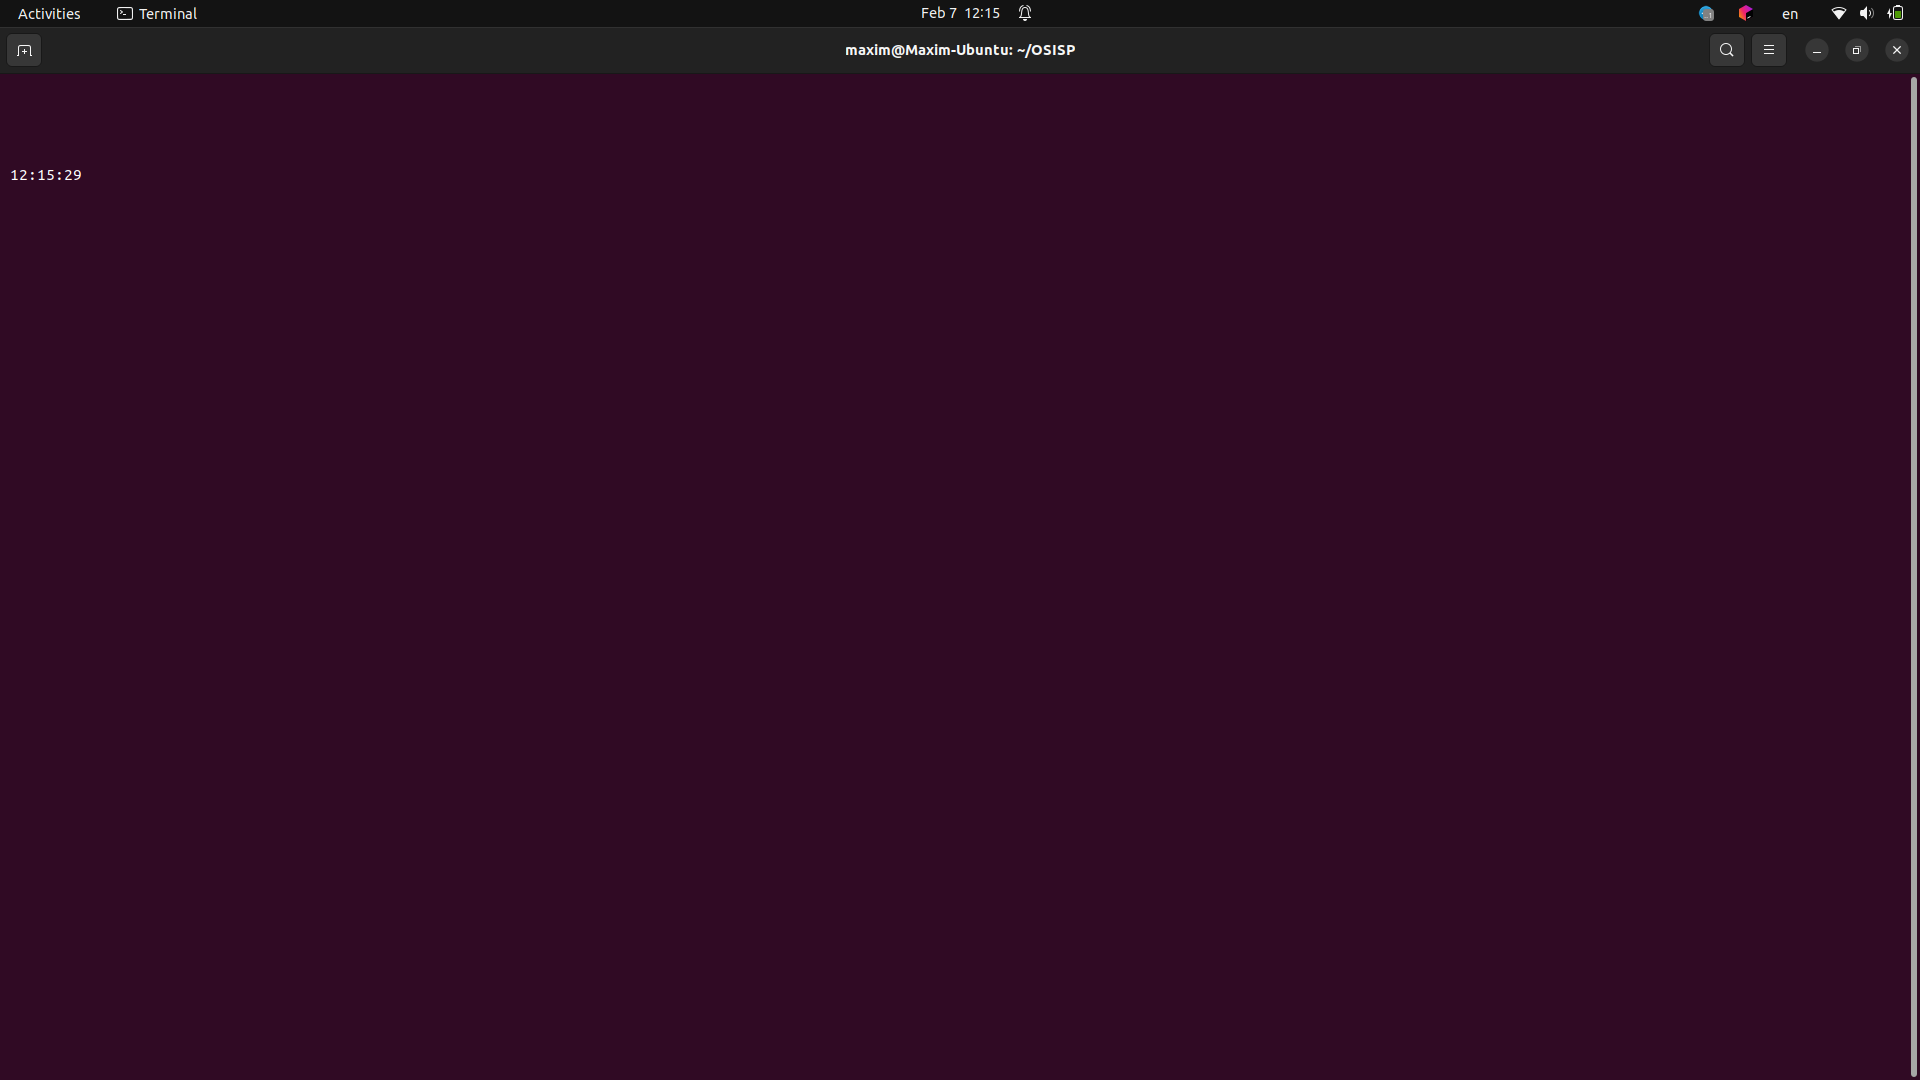 Activities Terminal Feb 7 12:15 en
maxim@Maxim-Ubuntu: ~/OSISP
12:15:29